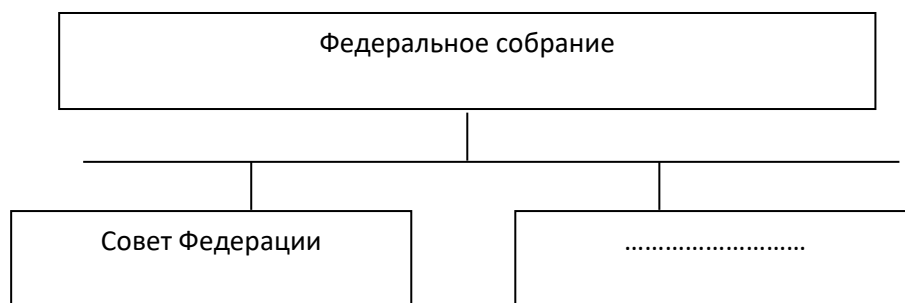 Федеральное собрание
Совет Федерации
………………………